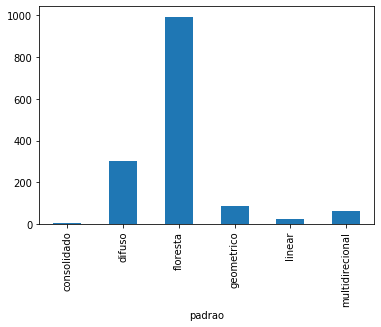 1000
800
600
400
200
0
consolidado
difuso
floresta
geometrico
linear
multidirecional
padrao